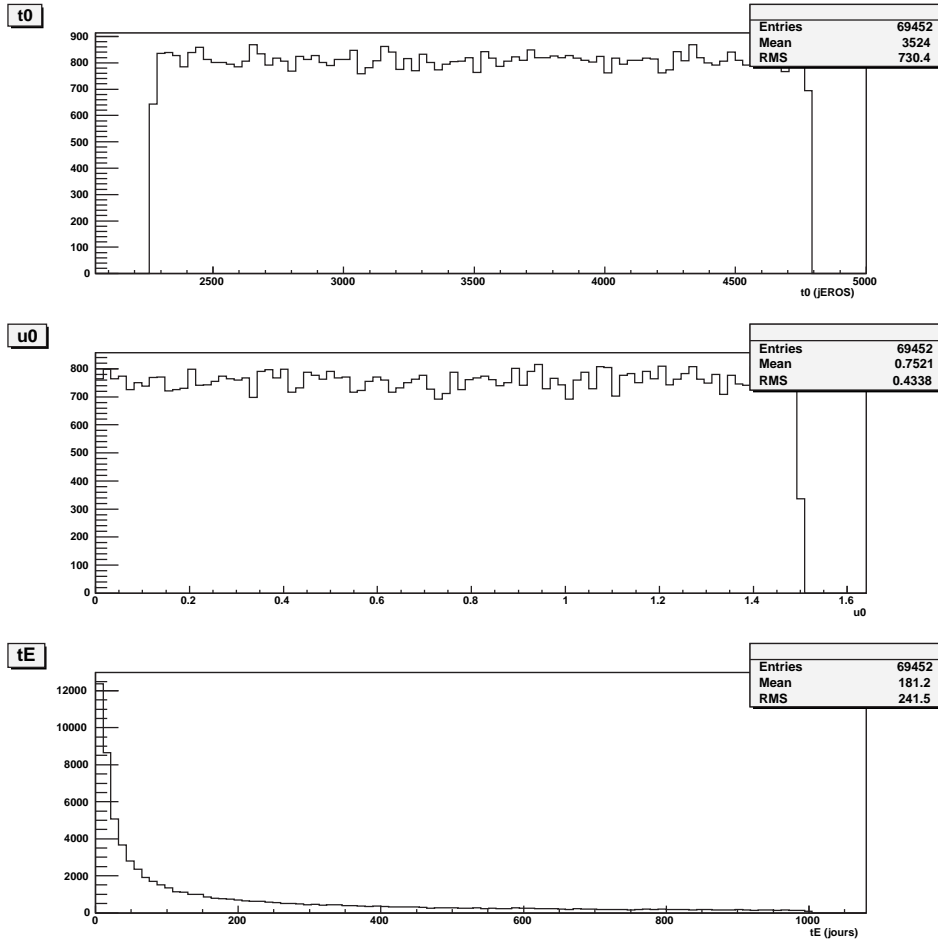 t0
Entries 69452
Mean 3524
RMS 730.4
900
800
700
600
500
400
300
200
100
0
2500 3000 3500 4000 4500 5000
t0 (jEROS)
u0
Entries 69452
Mean 0.7521
RMS 0.4338
800
700
600
500
400
300
200
100
0
0 0.2 0.4 0.6 0.8 1 1.2 1.4 1.6
u0
tE
Entries 69452
Mean 181.2
RMS 241.5
12000
10000
8000
6000
4000
2000
0
0 200 400 600 800 1000
tE (jours)